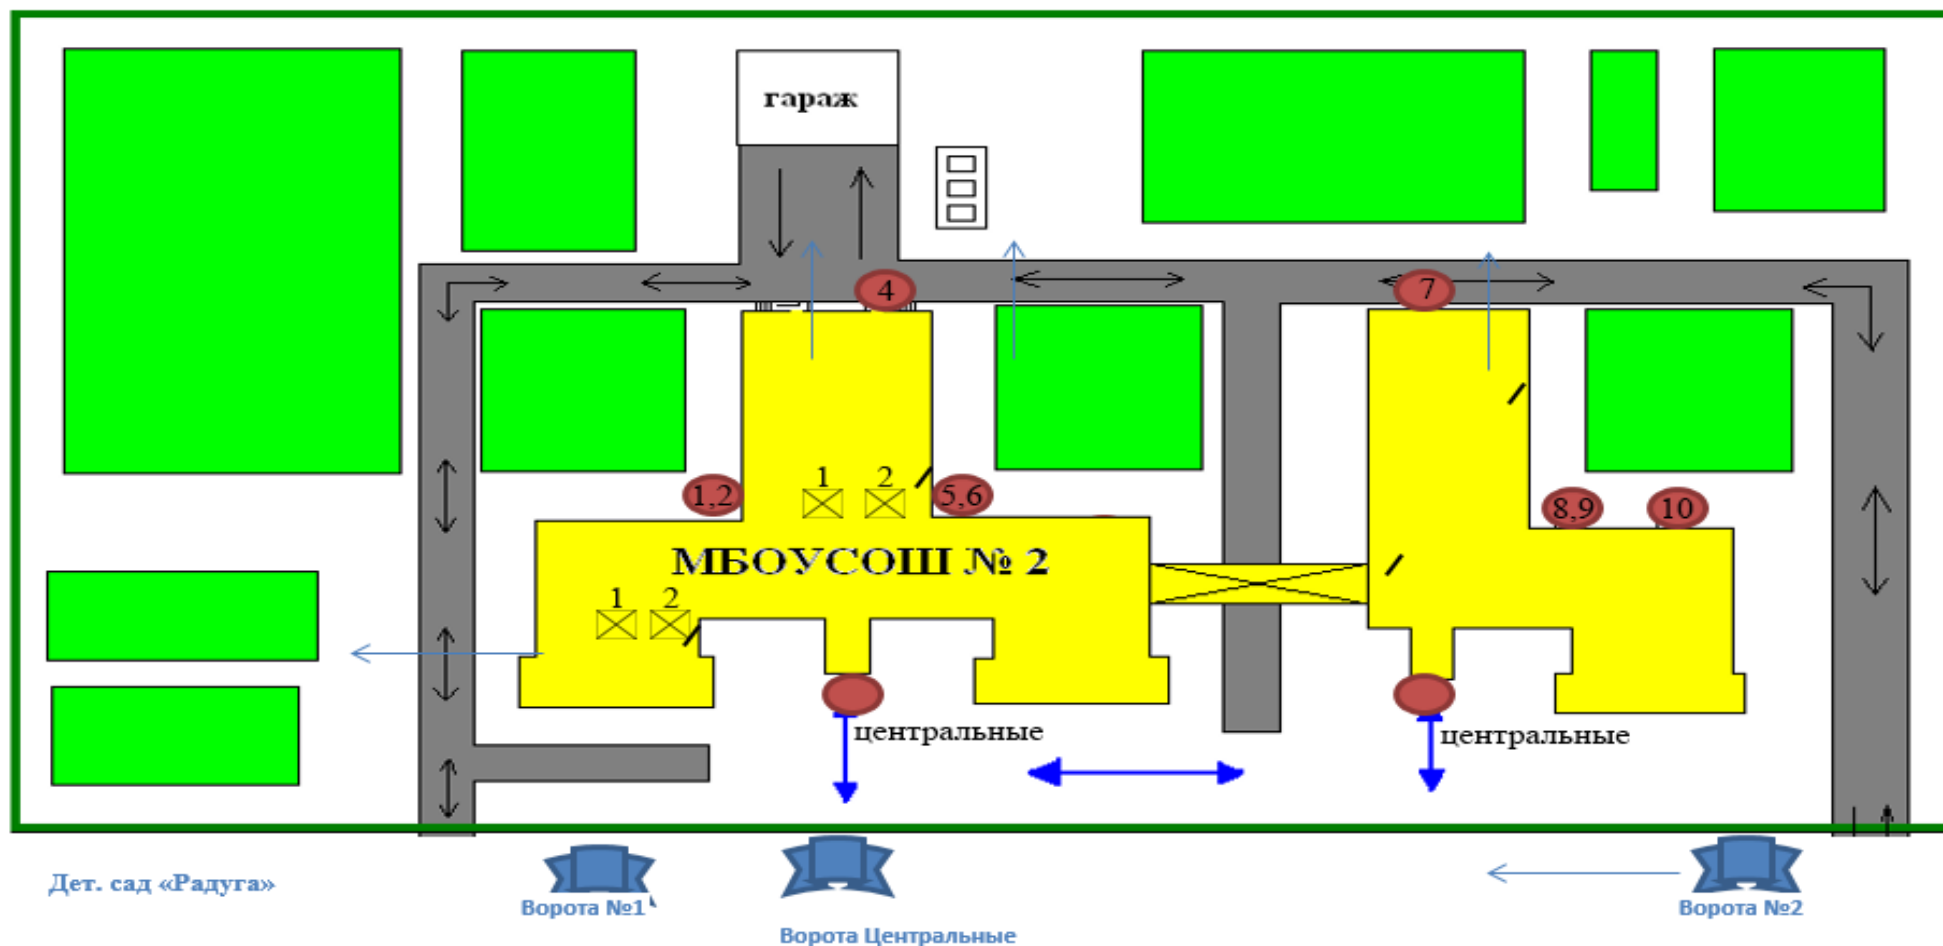 гараж
4
7
1 2
1,2
5,6
8,9
10
МБОУСОШ № 2
1 2
центральные
центральные
Дет. сад «Радуга»
Ворота №1
Ворота №2
Ворота Центральные